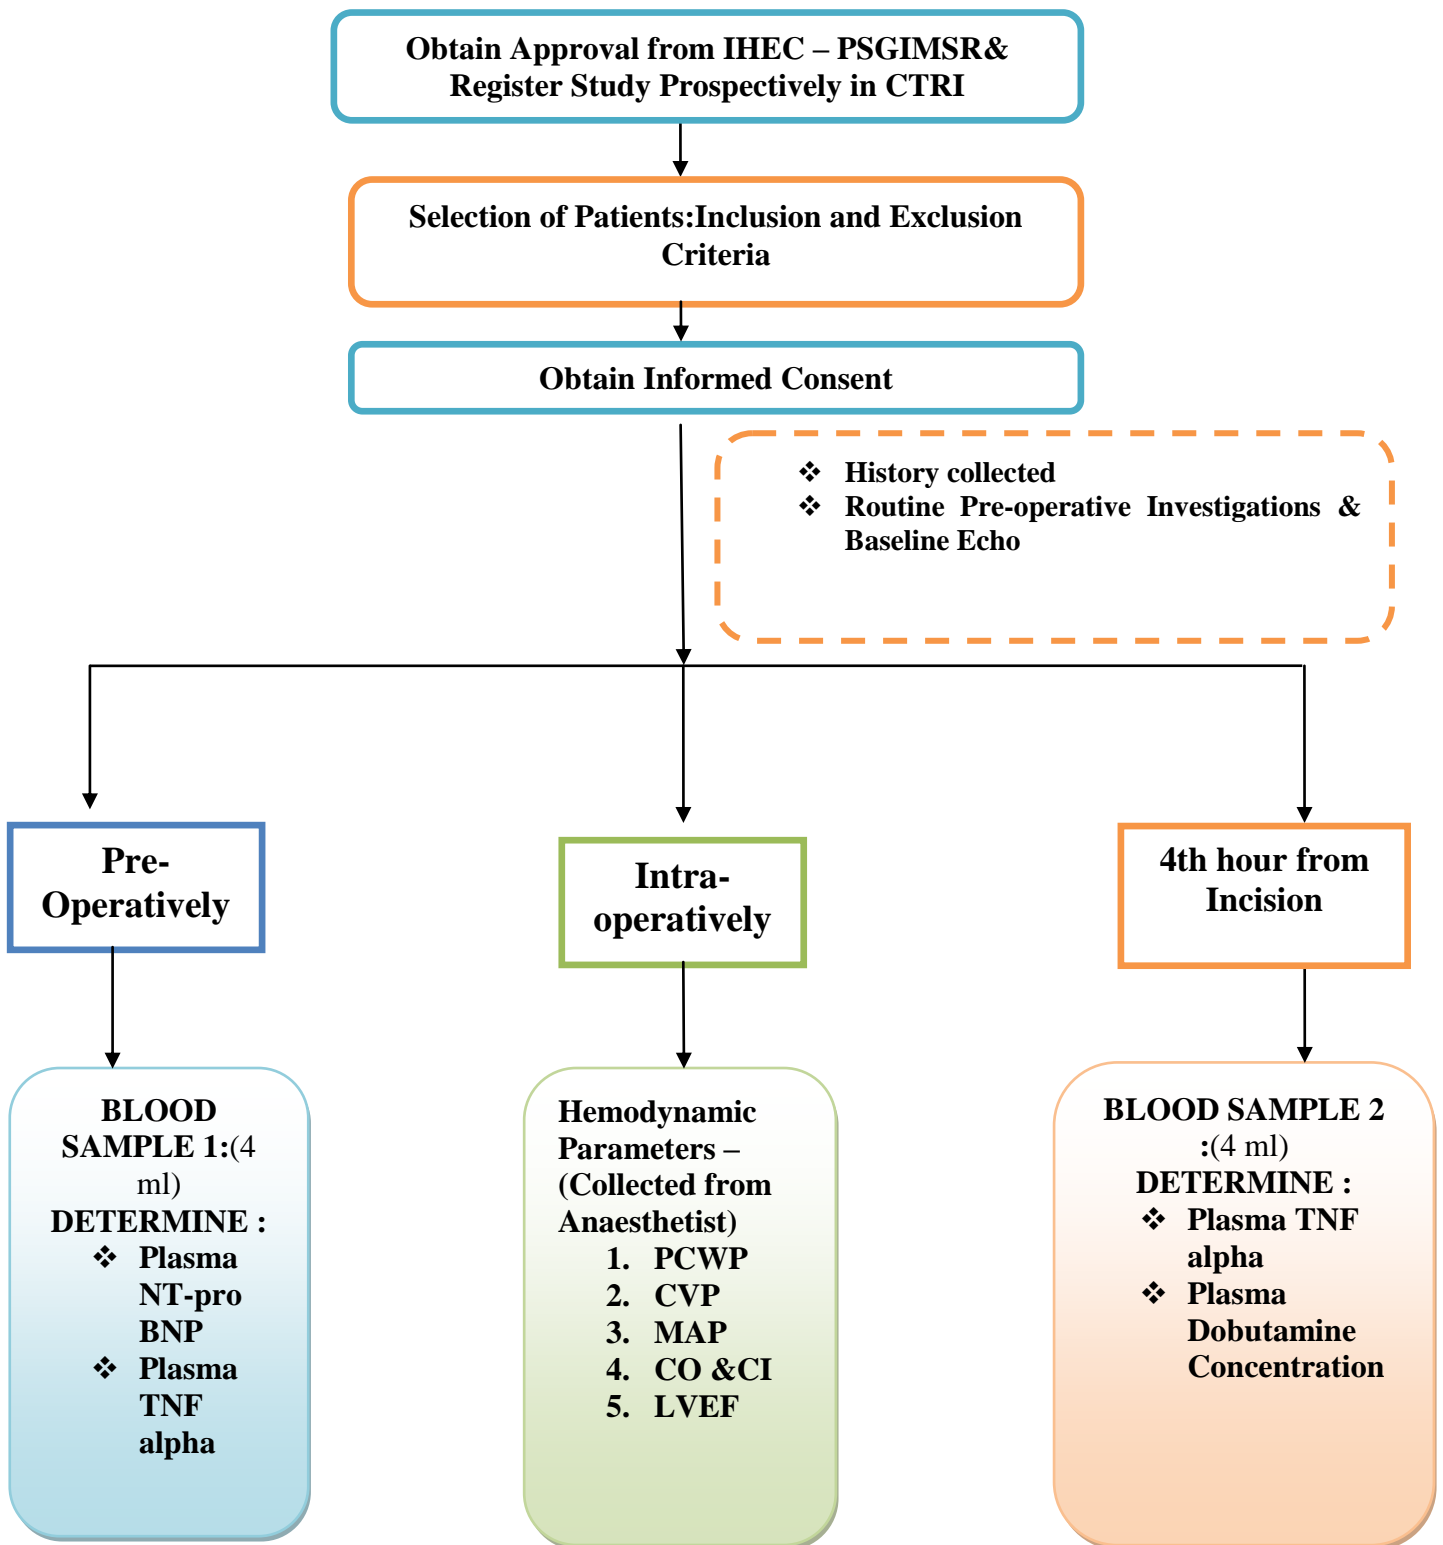 Obtain Approval from IHEC – PSGIMSR&
Register Study Prospectively in CTRI
Selection of Patients:Inclusion and Exclusion
Criteria
Obtain Informed Consent
❖ History collected
❖ Routine Pre-operative Investigations &
Baseline Echo
Pre-
Operatively
Intra-
operatively
4th hour from
Incision
BLOOD
SAMPLE 1:(4
ml)
DETERMINE :
❖ Plasma
NT-pro
BNP
❖ Plasma
TNF
alpha
Hemodynamic
Parameters –
(Collected from
Anaesthetist)
1. PCWP
2. CVP
3. MAP
4. CO &CI
5. LVEF
BLOOD SAMPLE 2
:(4 ml)
DETERMINE :
❖ Plasma TNF
alpha
❖ Plasma
Dobutamine
Concentration